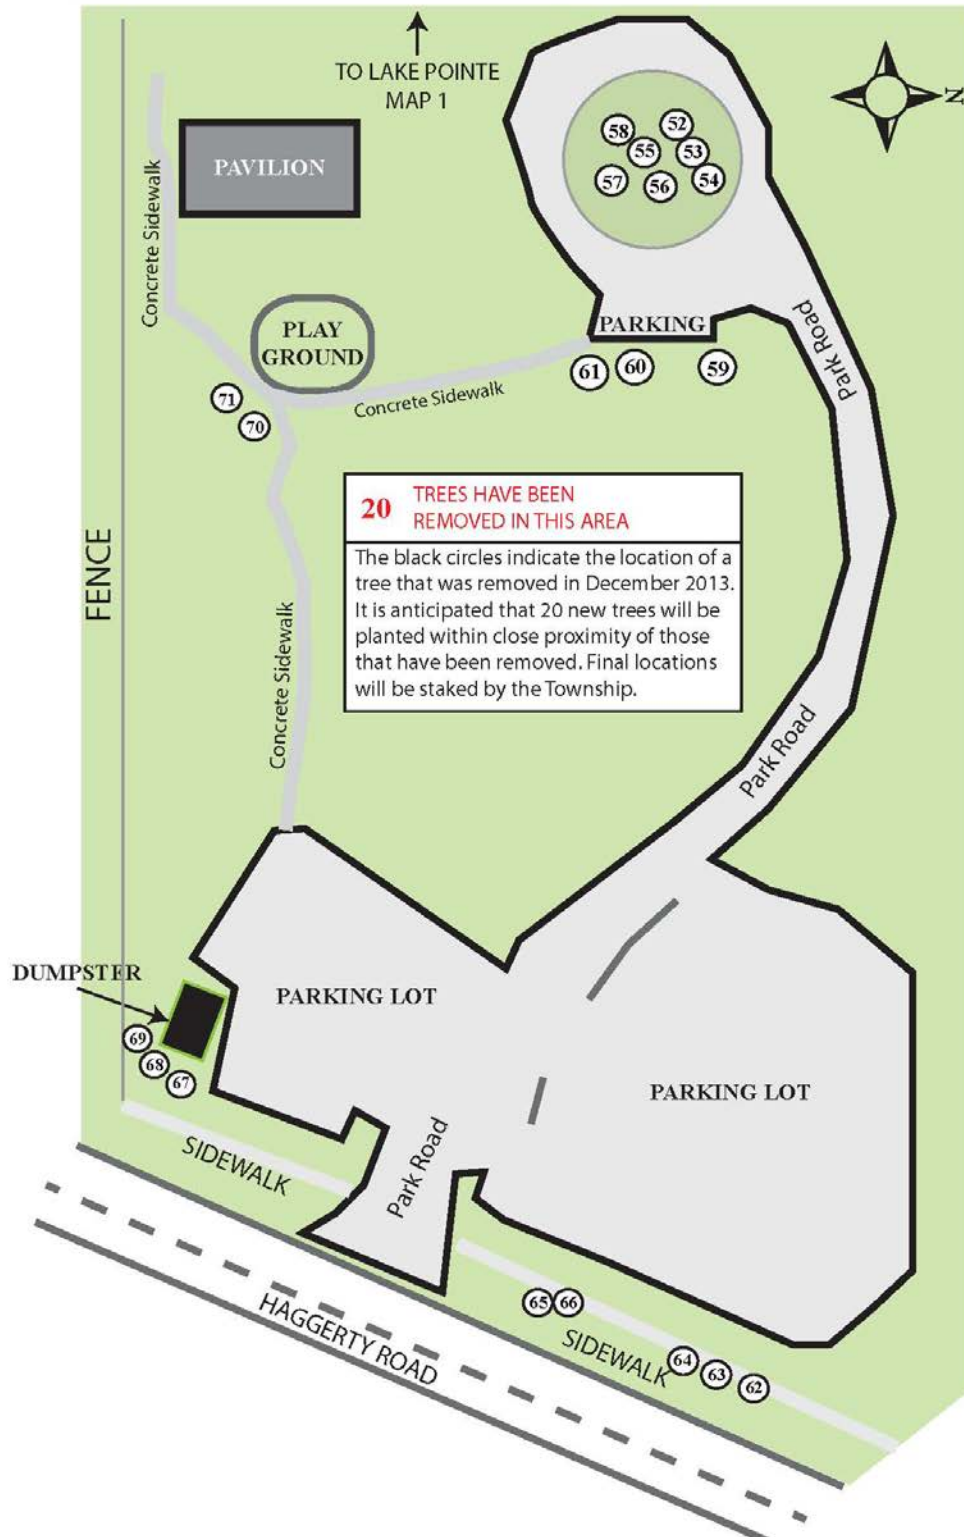 TO LAKE POINTE
MAP 1
N
PAVILION
Concrete Sidewalk
58
52
55
53
57
56
54
PLAY
GROUND
PARKING
Park Road
61
60
59
71
70
Concrete Sidewalk
20
TREES HAVE BEEN
REMOVED IN THIS AREA
The black circles indicate the location of a
tree that was removed in December 2013.
It is anticipated that 20 new trees will be
planted within close proximity of those
that have been removed. Final locations
will be staked by the Township.
FENCE
Concrete Sidewalk
Park Road
DUMPSTER
PARKING LOT
69
68
67
PARKING LOT
SIDEWALK
Park Road
65
66
HAGGERTY ROAD
SIDEWALK
64
63
62